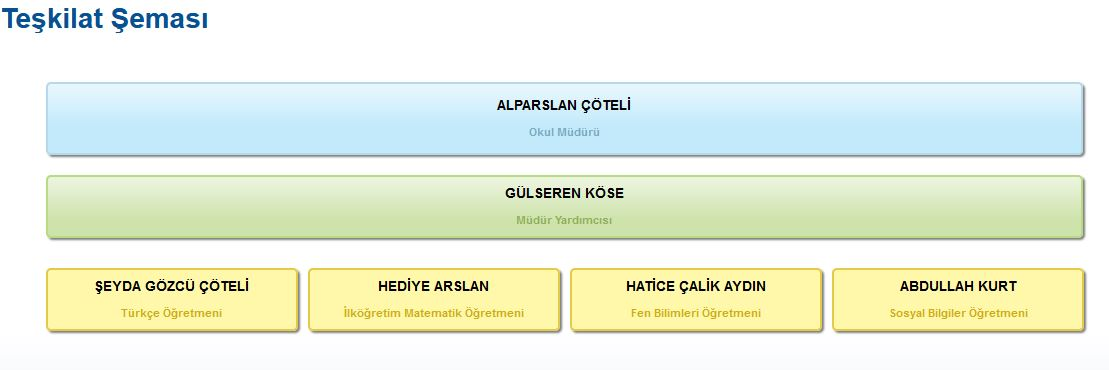 Teşkilat Şeması
ALPARSLAN ÇÖTELİ
Okul Müdürü
GÜLSEREN KÖSE
Müdür Yardımcısı
ŞEYDA GÖZCÜ ÇÖTELİ
Türkçe Öğretmeni
HEDİYE ARSLAN
İlköğretim Matematik Öğretmeni
HATİCE ÇALİK AYDIN
Fen Bilimleri Öğretmeni
ABDULLAH KURT
Sosyal Bilgiler Öğretmeni